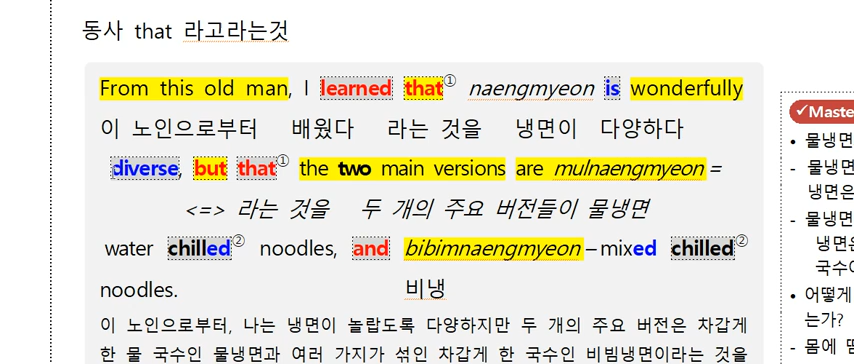 동사 that 라고라는것
From this old man, I learned that① naengmyeon is wonderfully
이 노인으로부터 배웠다 라는 것을 냉면이 다양하다
diverse, but that① the two main versions are mulnaengmyeon =
<=> 라는 것을 두 개의 주요 버전들이 물냉면
water chilled② noodles, and bibimnaengmyeon – mixed chilled②
noodles. 비냉
이 노인으로부터, 나는 냉면이 놀랍도록 다양하지만 두 개의 주요 버전은 차갑게
한 물 국수인 물냉면과 여러 가지가 섞인 차갑게 한 국수인 비빔냉면이라는 것을
✓Maste
• 물냉면
- 물냉면
냉면은
- 물냉면
냉면은
국수이
• 어떻게
는가?
- 몸에